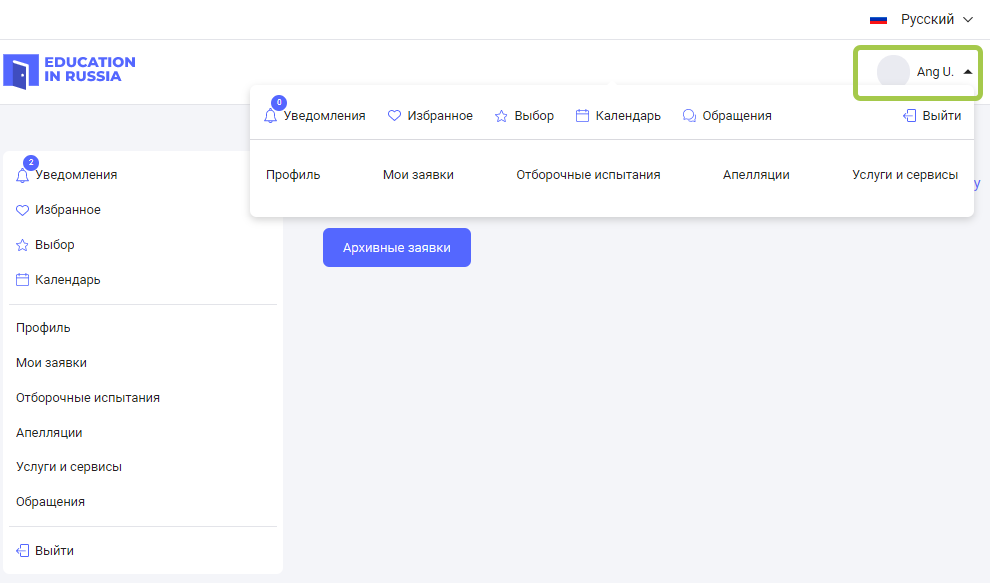 Русский
EDUCATION
IN RUSSIA
Ang U.
0
Уведомления Избранное Выбор Календарь Обращения Выйти
Профиль Мои заявки Отборочные испытания Апелляции Услуги и сервисы
у
Архивные заявки
2
Уведомления
Избранное
Выбор
Календарь
Профиль
Мои заявки
Отборочные испытания
Апелляции
Услуги и сервисы
Обращения
Выйти